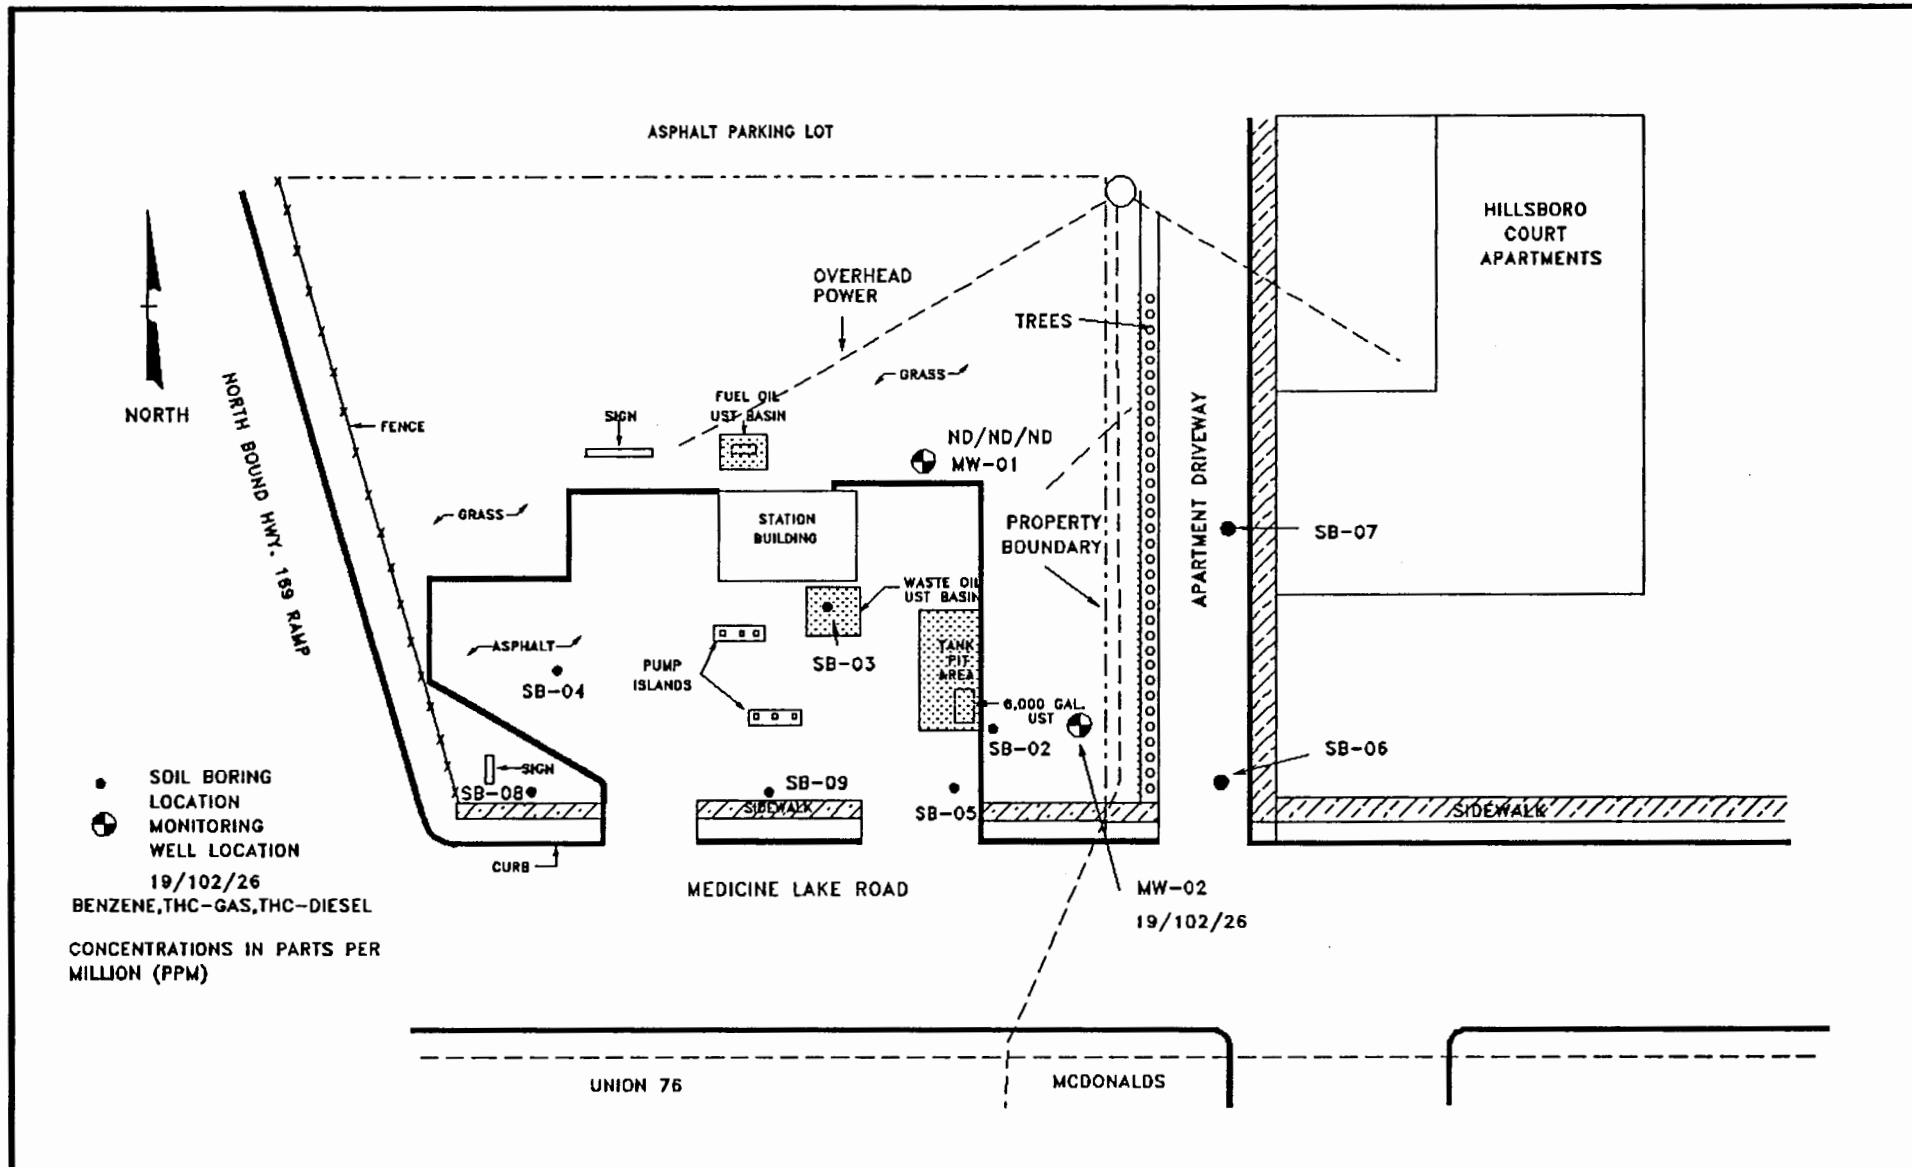 ASPHALT PARKING LOT
HILLSBORO
COURT
APARTMENTS
OVERHEAD
POWER
TREES
GRASS
NORTH
NORTH BOUND HWY. 169 RAMP
FENCE
SIGN
FUEL OIL
UST BASIN
ND/ND/ND
MW-01
APARTMENT DRIVEWAY
GRASS
STATION
BUILDING
PROPERTY
BOUNDARY
SB-07
WASTE OIL
UST BASIN
ASPHALT
SB-04
PUMP
ISLANDS
SB-03
TANK
PIT
AREA
6,000 GAL.
UST
SB-02
SB-06
SIGN
SB-08
SB-09
SIDEWALK
SB-05
SIDEWALK
SOIL BORING
LOCATION
MONITORING
WELL LOCATION
19/102/26
BENZENE,THC-GAS,THC-DIESEL
CONCENTRATIONS IN PARTS PER
MILLION (PPM)
CURB
MEDICINE LAKE ROAD
MW-02
19/102/26
UNION 76
MCDONALDS